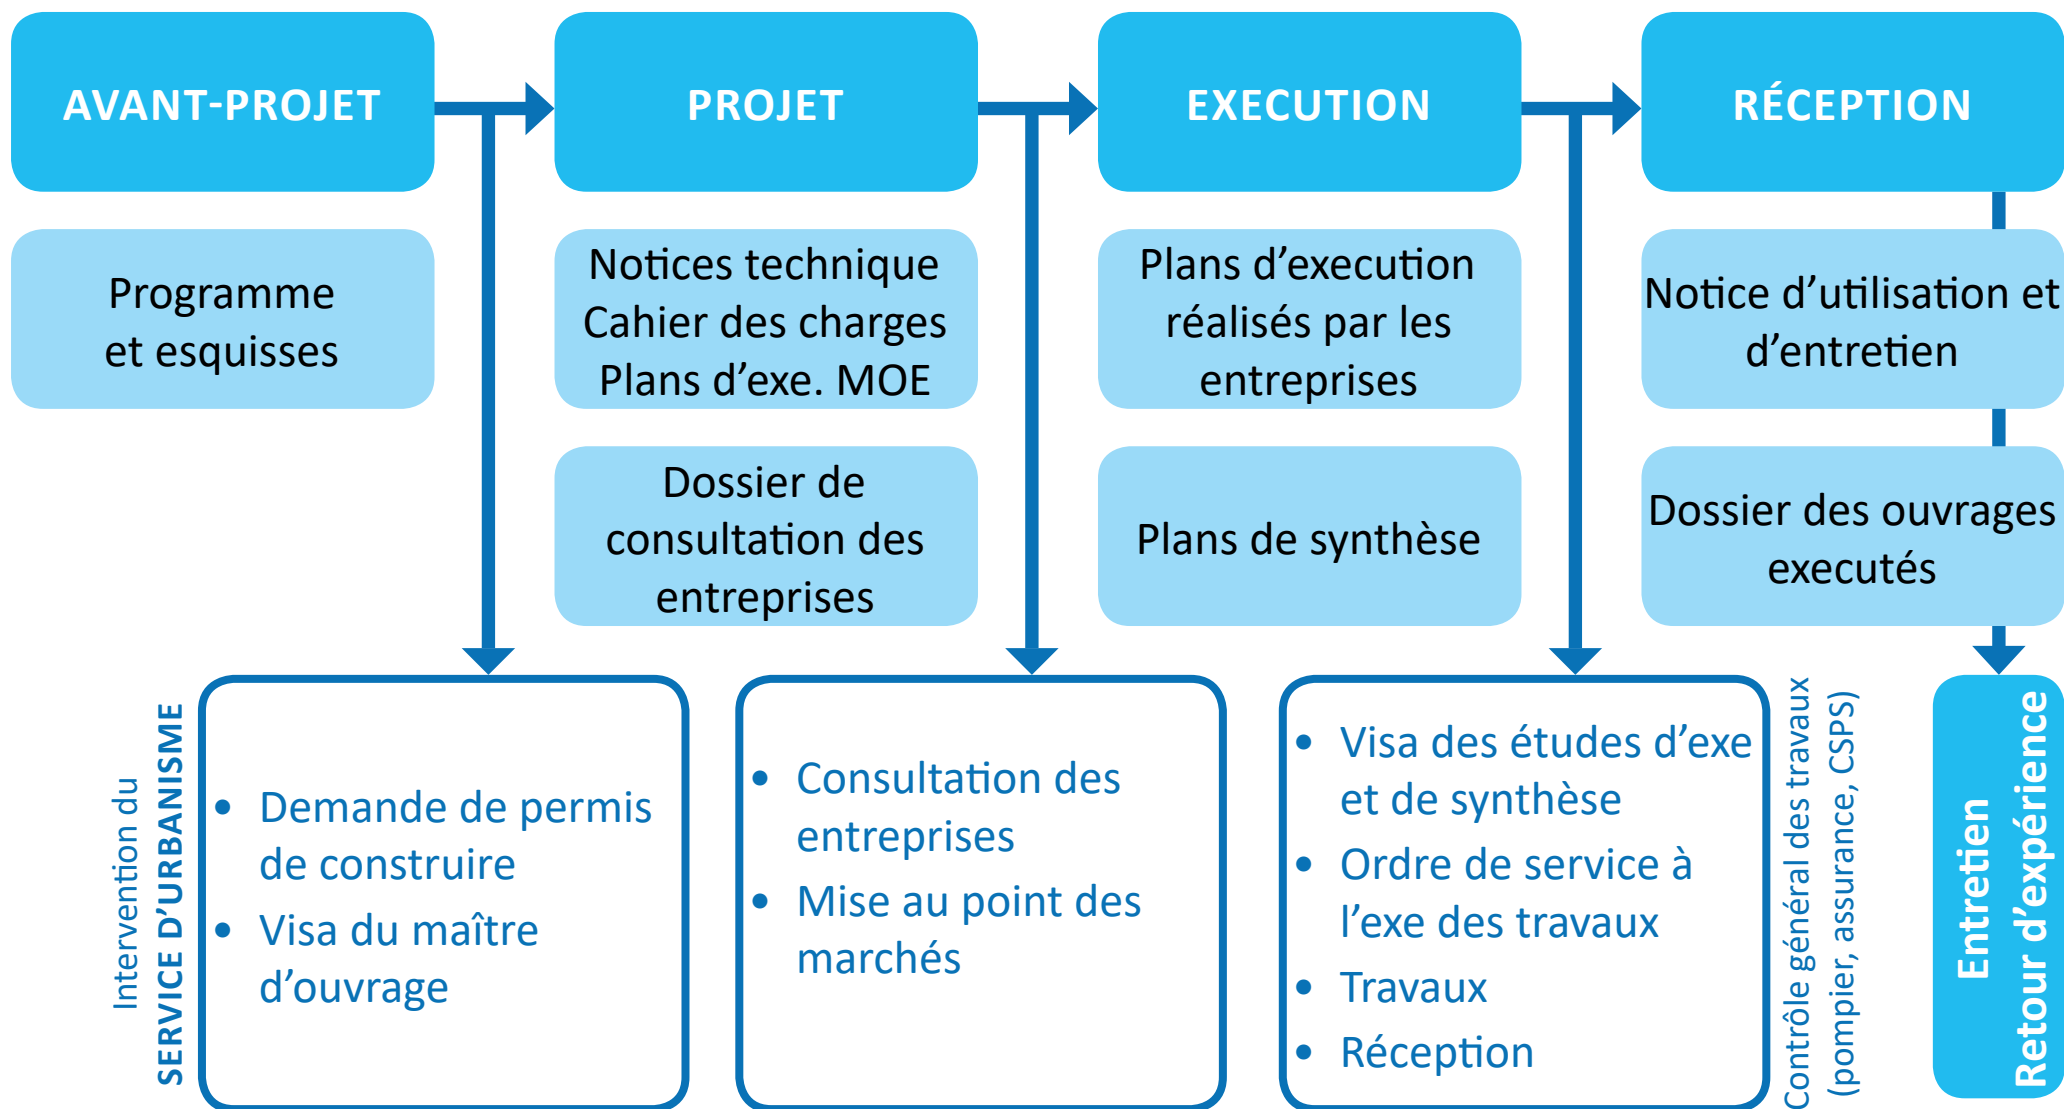 AVANT-PROJET
PROJET
EXECUTION
RÉCEPTION
Programme
et esquisses
Notices technique
Cahier des charges
Plans d’exe. MOE
Plans d’execution
réalisés par les
entreprises
Notice d’utilisation et
d’entretien
Dossier de
consultation des
entreprises
Plans de synthèse
Dossier des ouvrages
executés
Intervention du
SERVICE D’URBANISME
• Demande de permis
de construire
• Visa du maître
d’ouvrage
• Consultation des
entreprises
• Mise au point des
marchés
• Visa des études d’exe
et de synthèse
• Ordre de service à
l’exe des travaux
• Travaux
• Réception
Contrôle général des travaux
(pompier, assurance, CSPS)
Entretien
Retour d’expérience